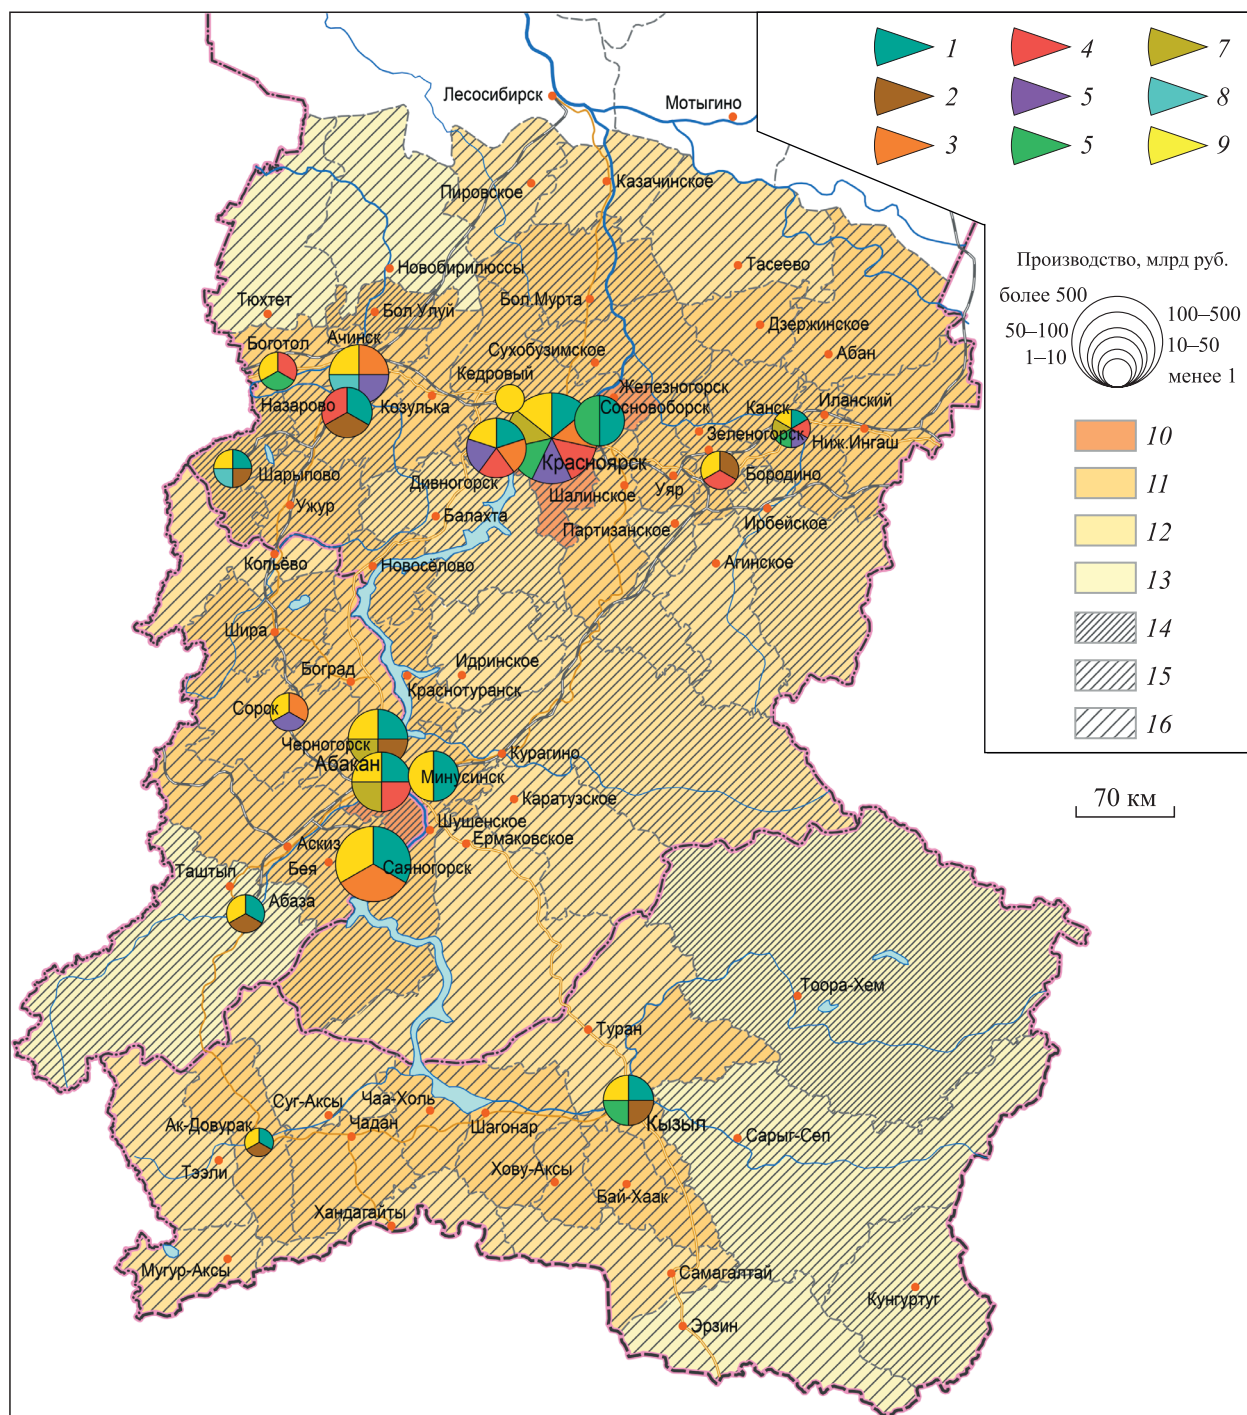 1
4
7
2
5
8
3
5
9
Производство, млрд руб.
более 500
100–500
50–100
10–50
1–10
менее 1
10
11
12
13
14
15
16
70 км
Лесосибирск
Мотыгино
Пировское
Казачинское
Новобирилюссы
Тасеево
Тюхтет
Бол.Улуй
Бол.Мурта
Дзержинское
Боготол
Ачинск
Сухобузимское
Абан
Кедровый
Железногорск
Назарово
Козулька
Сосновоборск
Канск
Иланский
Зеленогорск
Ниж.Ингаш
Красноярск
Шарыпово
Дивногорск
Бородино
Шалинское
Уяр
Ужур
Балахта
Партизанское
Ирбейское
Копьёво
Новосёлово
Агинское
Шира
Боград
Идринское
Краснотуранск
Сорск
Черногорск
Абакан
Минусинск
Курагино
Каратузское
Шушенское
Ермаковское
Аскиз
Бея
Саяногорск
Таштып
Абаза
Тоора-Хем
Туран
Суг-Аксы
Чаа-Холь
Ак-Довурак
Чадан
Шагонар
Кызыл
Сарыг-Сеп
Тээли
Хову-Аксы
Бай-Хаак
Хандагайты
Мугур-Аксы
Самагалтай
Кунгуртуг
Эрзин